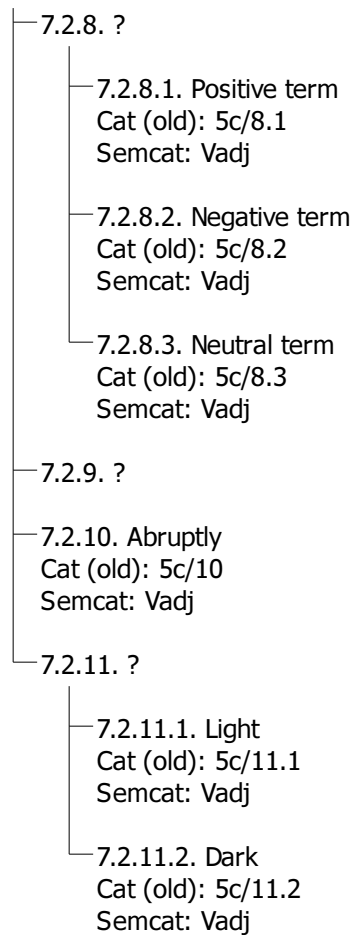 7.2.8. ?
7.2.8.1. Positive term
Cat (old): 5c/8.1
Semcat: Vadj
7.2.8.2. Negative term
Cat (old): 5c/8.2
Semcat: Vadj
7.2.8.3. Neutral term
Cat (old): 5c/8.3
Semcat: Vadj
7.2.9. ?
7.2.10. Abruptly
Cat (old): 5c/10
Semcat: Vadj
7.2.11. ?
7.2.11.1. Light
Cat (old): 5c/11.1
Semcat: Vadj
7.2.11.2. Dark
Cat (old): 5c/11.2
Semcat: Vadj